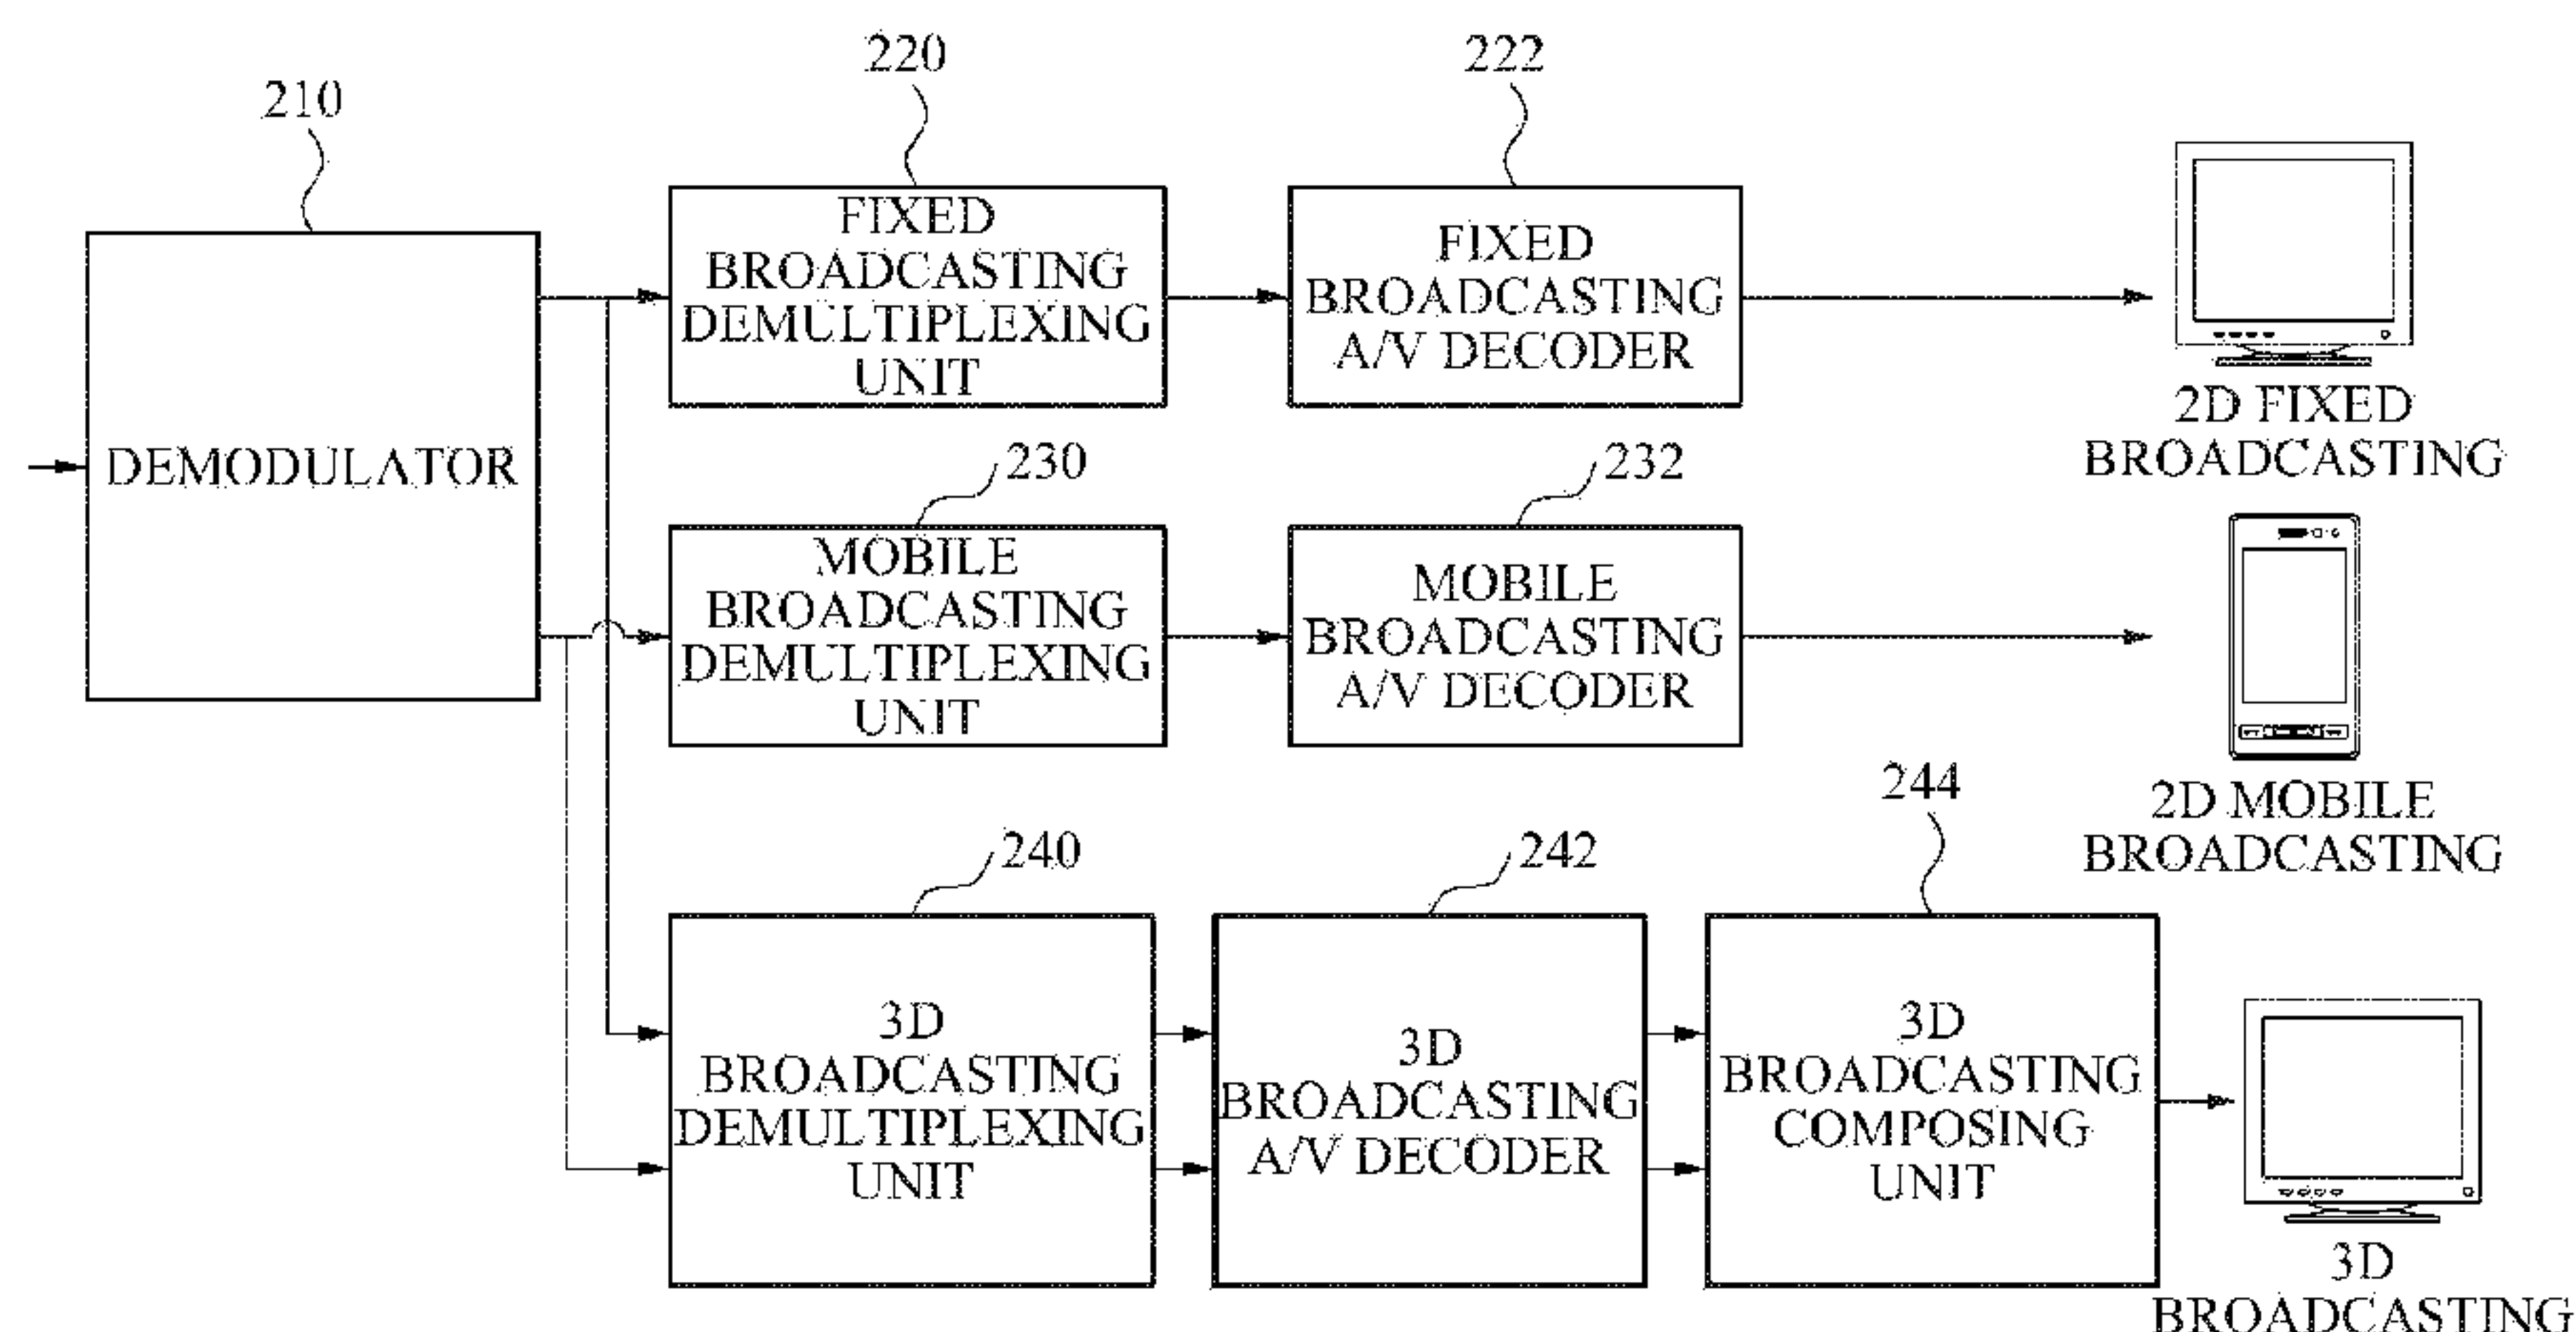 220
222
210
FIXED
BROADCASTING
DEMULTIPLEXING
UNIT
FIXED
BROADCASTING
A/V DECODER
2D FIXED
BROADCASTING
DEMODULATOR
230
232
MOBILE
BROADCASTING
DEMULTIPLEXING
UNIT
MOBILE
BROADCASTING
A/V DECODER
2D MOBILE
BROADCASTING
240
242
244
3D
BROADCASTING
DEMULTIPLEXING
UNIT
3D
BROADCASTING
A/V DECODER
3D
BROADCASTING
COMPOSING
UNIT
3D
BROADCASTING